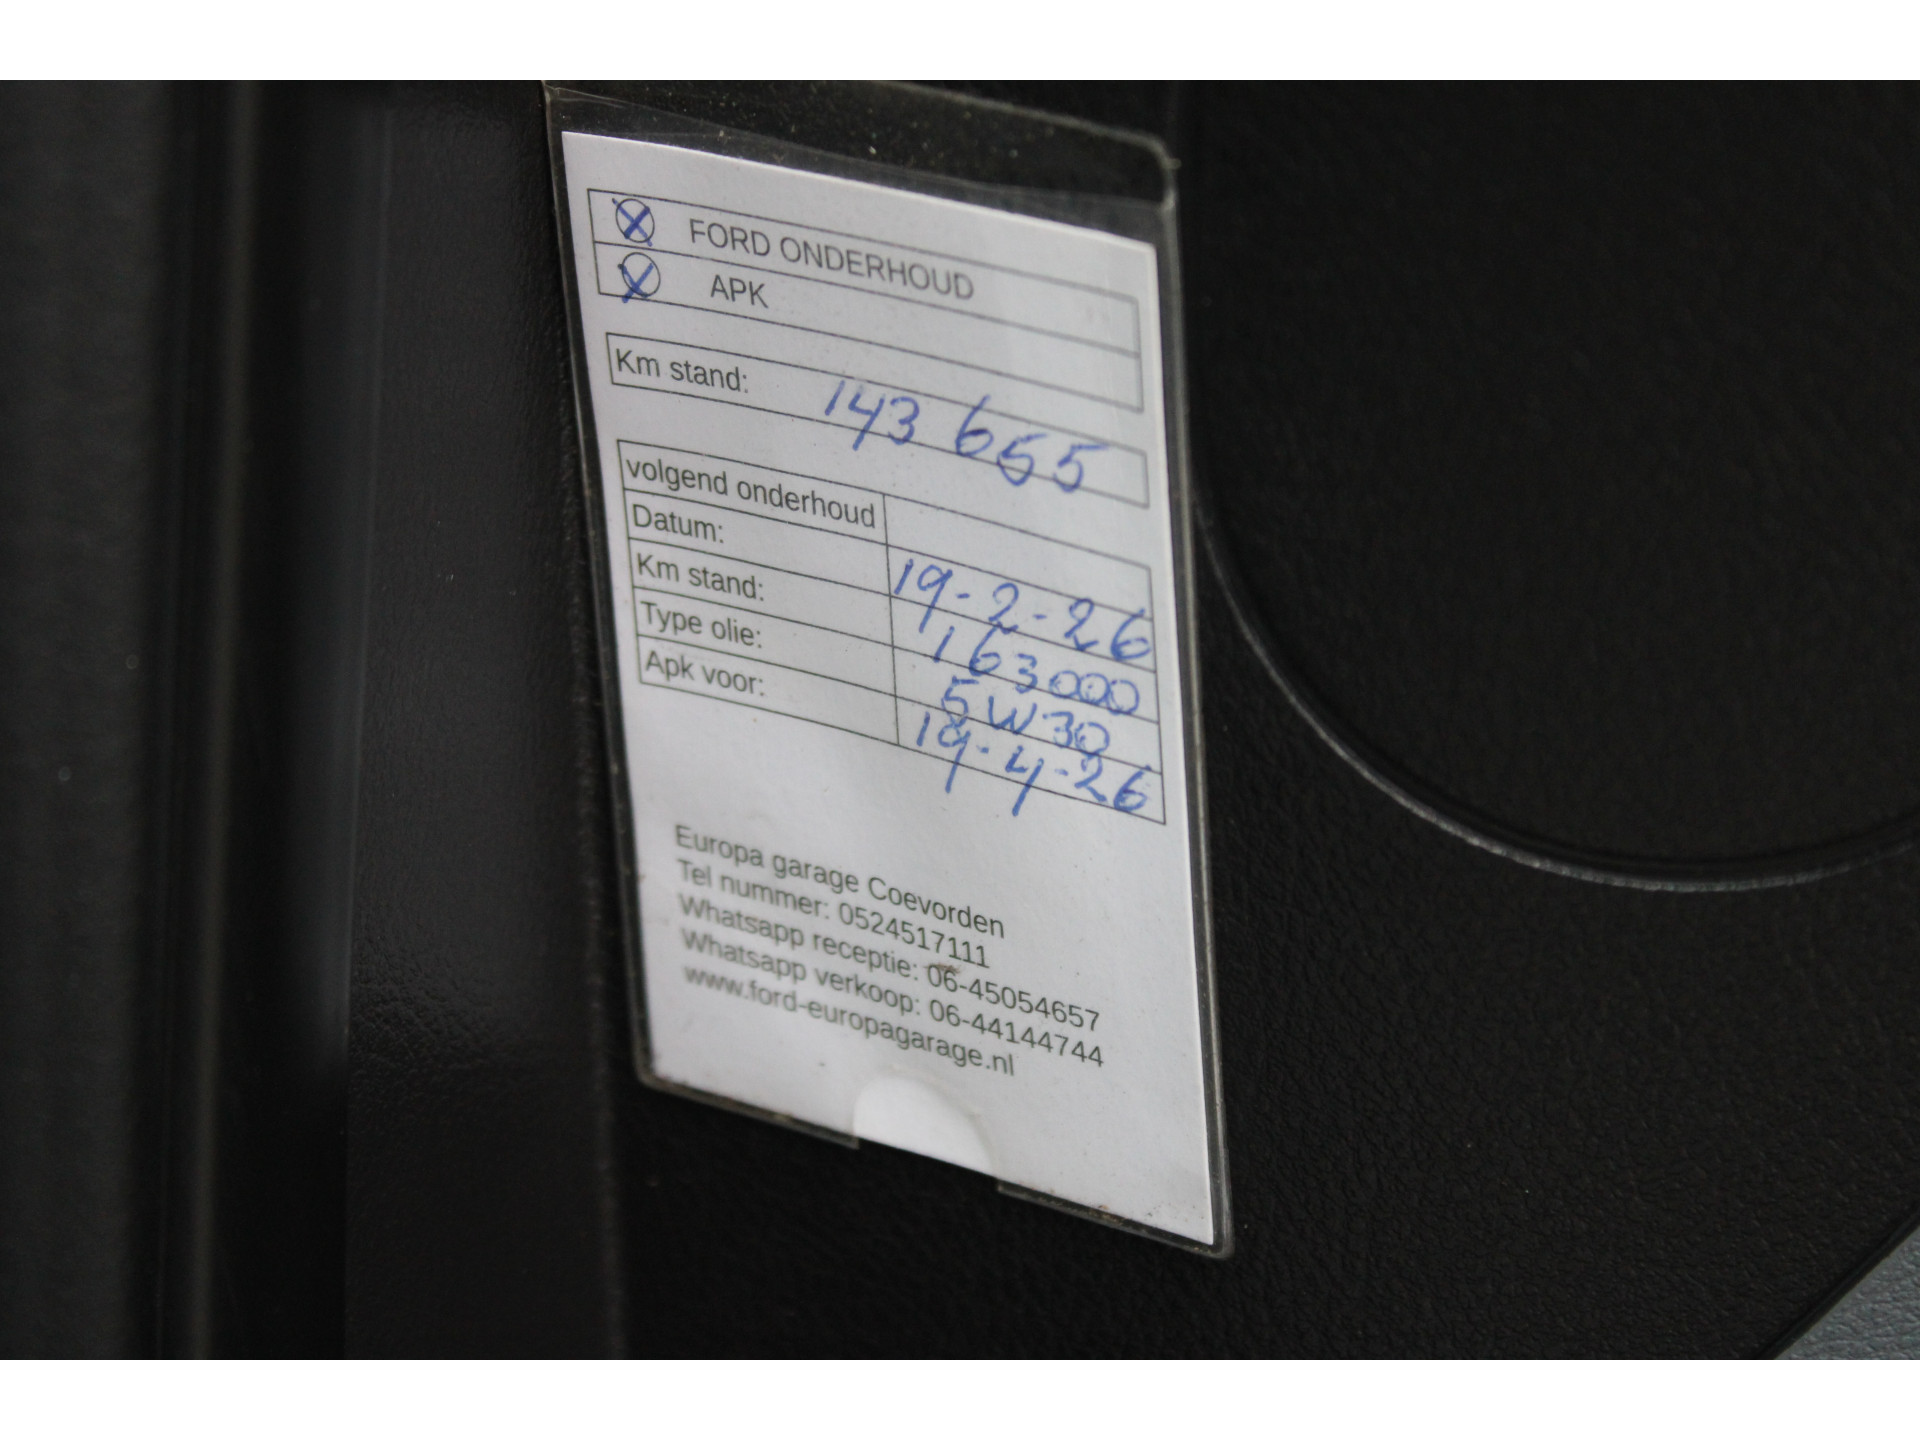 X FORD ONDERHOUD
X APK
Km stand: 143 655
volgend onderhoud
Datum: 19-2-26
Km stand: 163000
Type olie: 5W30
Apk voor: 19-4-26
Europa garage Coevorden
Tel nummer: 0524517111
Whatsapp receptie: 06-45054657
Whatsapp verkoop: 06-44144744
www.ford-europagarage.nl